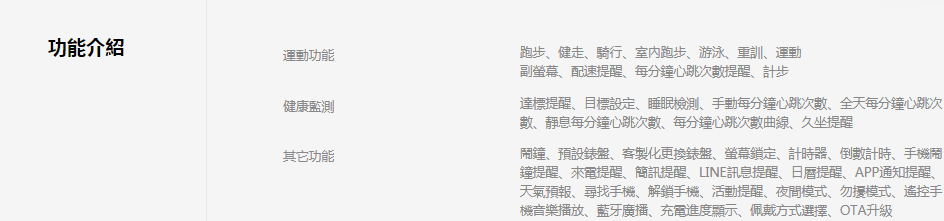 功能介紹
運動功能
跑步、健走、騎行、室內跑步、游泳、重訓、運動
副螢幕、配速提醒、每分鐘心跳次數提醒、計步
健康監測
達標提醒、目標設定、睡眠檢測、手動每分鐘心跳次數、全天每分鐘心跳次
數、靜息每分鐘心跳次數、每分鐘心跳次數曲線、久坐提醒
其它功能
鬧鐘、預設錶盤、客製化更換錶盤、螢幕鎖定、計時器、倒數計時、手機鬧
鐘提醒、來電提醒、簡訊提醒、LINE訊息提醒、日曆提醒、APP通知提醒、
天氣預報、尋找手機、解鎖手機、活動提醒、夜間模式、勿擾模式、遙控手
機音樂播放、藍牙廣播、充電進度顯示、佩戴方式選擇、OTA升級